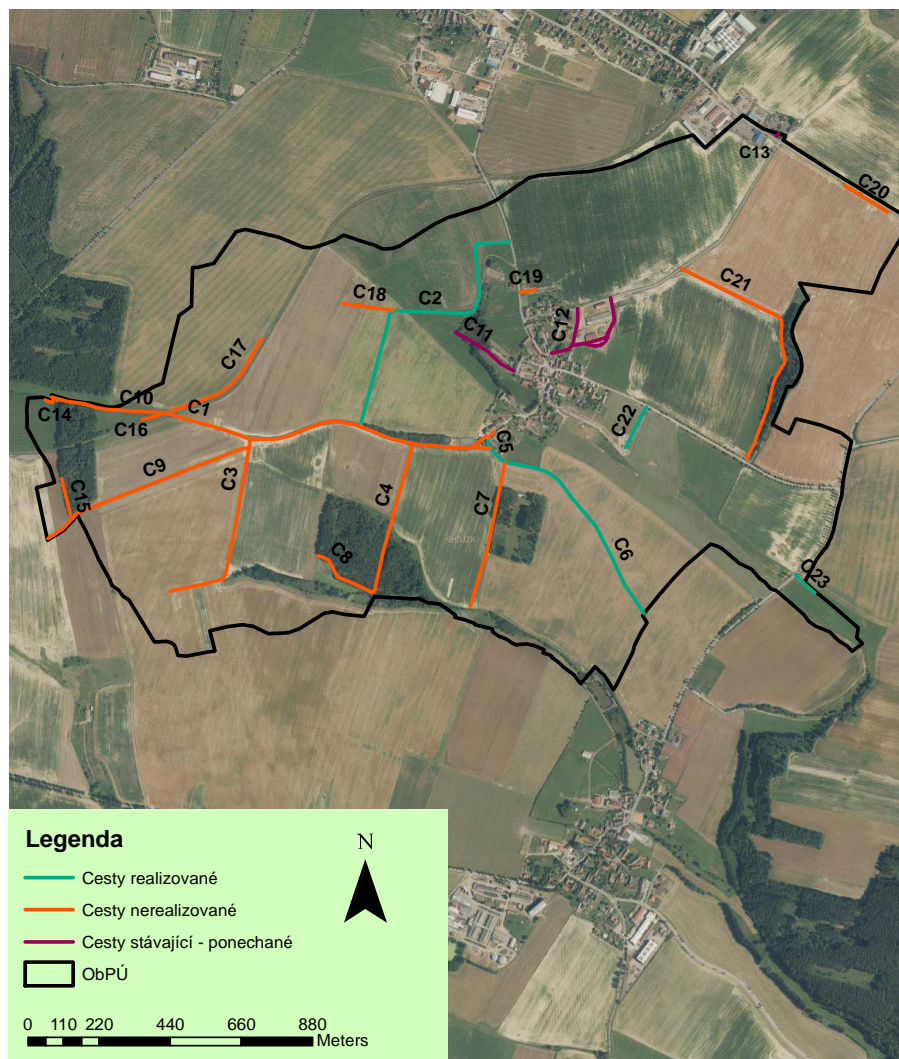 C13
C20
C21
C19
C2
C18
C12
C11
C17
C10
C14
C1
C16
C22
C5
C3
C9
C4
C7
C15
C6
C8
C23
Legenda
N
Cesty realizované
Cesty nerealizované
Cesty stávající - ponechané
ObPÚ
0 110 220 440 660 880
Meters